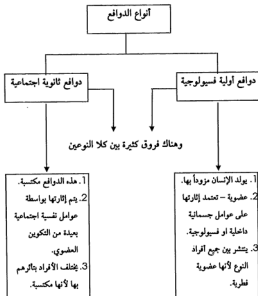 أنواع الدوافع
دوافع أولية فسيولوجية
دوافع ثانوية اجتماعية
وهناك فروق كثيرة بين كلا النوعين
1. يولد الإنسان مزوداً بها.
2. عضوية – تعتمد إثارتها
على عوامل جسمانية
داخلية او فسيولوجية.
3. ينتشر بين جميع أفراد
النوع لأنها عضوية
فطرية.
1. هذه الدوافع مكتسبة.
2. يتم إثارتها بواسطة
عوامل نفسية اجتماعية
بعيدة من التكوين
العضوي.
3. يختلف الأفراد بتأثرهم
بها لأنها مكتسبة.